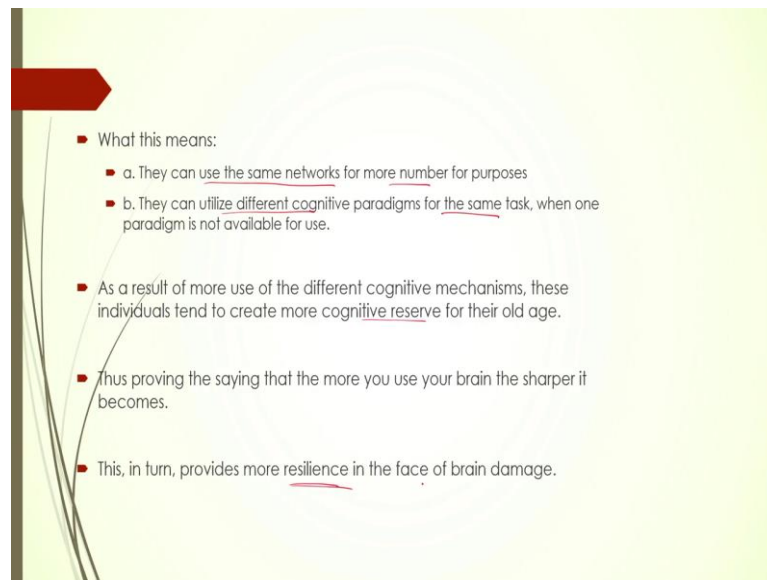 What this means:
a. They can use the same networks for more number for purposes
b. They can utilize different cognitive paradigms for the same task, when one
paradigm is not available for use.
As a result of more use of the different cognitive mechanisms, these
individuals tend to create more cognitive reserve for their old age.
Thus proving the saying that the more you use your brain the sharper it
becomes.
This, in turn, provides more resilience in the face of brain damage.